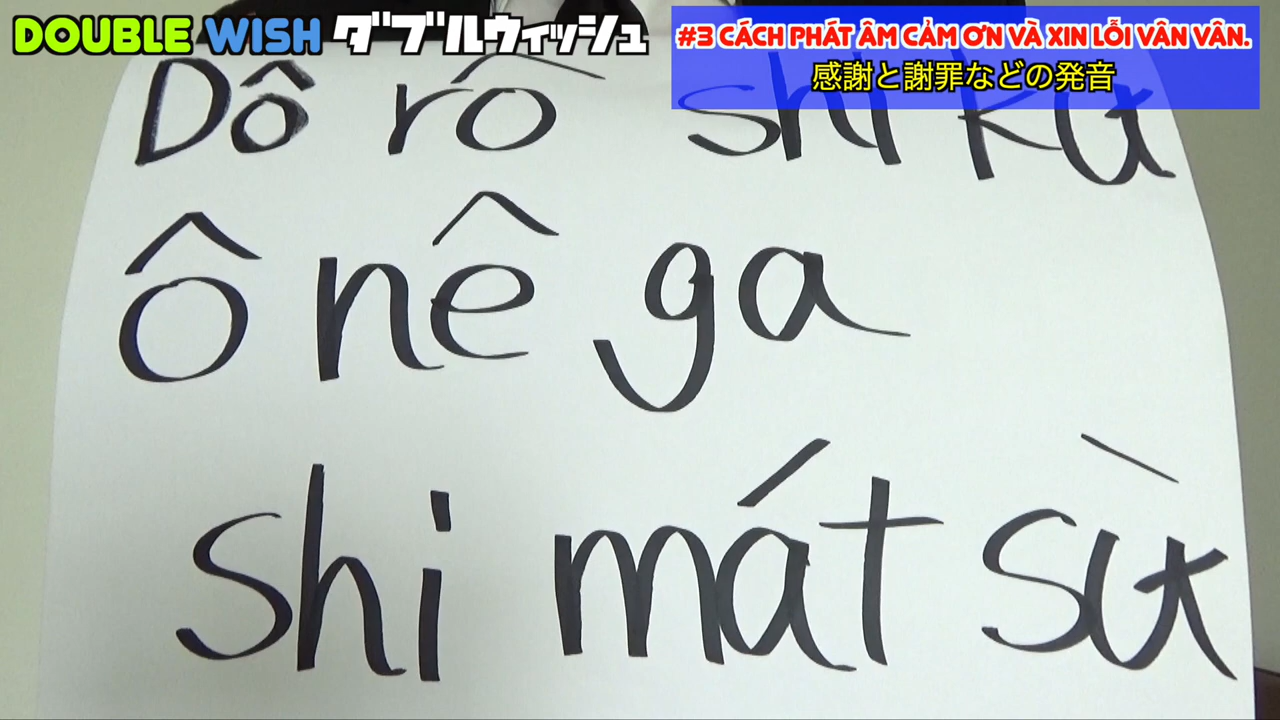 DOUBLE WISH ダブルウィッシュ
#3 CÁCH PHÁT ÂM CẢM ƠN VÀ XIN LỖI VÂN VÂN.
感謝と謝罪などの発音
Dô rô shi kư
Ô nê ga
shi mát sừ